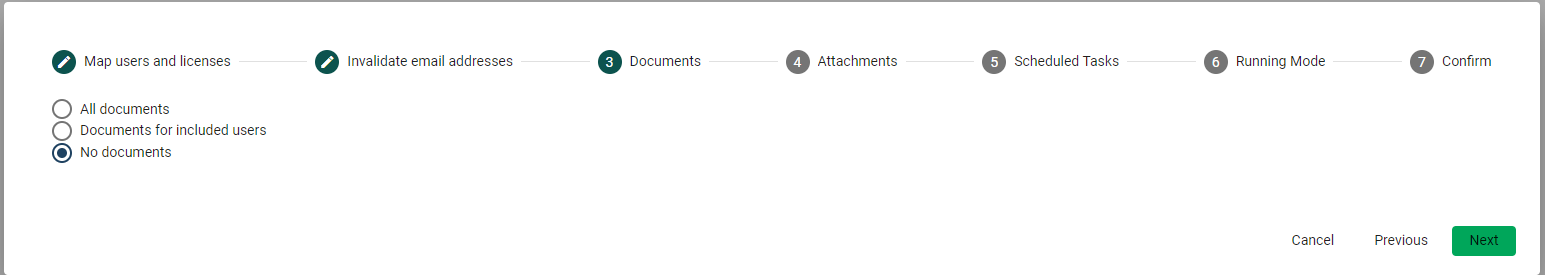 Map users and licenses Invalidate email addresses 3 Documents 4 Attachments 5 Scheduled Tasks 6 Running Mode 7 Confirm
All documents
Documents for included users
No documents
Cancel Previous Next